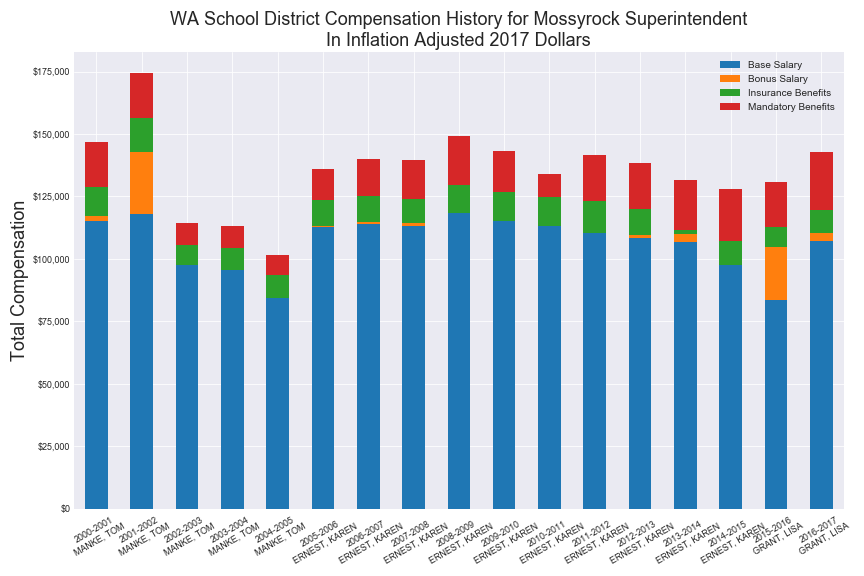 WA School District Compensation History for Mossyrock Superintendent
In Inflation Adjusted 2017 Dollars
Base Salary
Bonus Salary
Insurance Benefits
Mandatory Benefits
Total Compensation
$175,000
$150,000
$125,000
$100,000
$75,000
$50,000
$25,000
$0
2000-2001
MANKE, TOM
2001-2002
MANKE, TOM
2002-2003
MANKE, TOM
2003-2004
MANKE, TOM
2004-2005
MANKE, TOM
2005-2006
ERNEST, KAREN
2006-2007
ERNEST, KAREN
2007-2008
ERNEST, KAREN
2008-2009
ERNEST, KAREN
2009-2010
ERNEST, KAREN
2010-2011
ERNEST, KAREN
2011-2012
ERNEST, KAREN
2012-2013
ERNEST, KAREN
2013-2014
ERNEST, KAREN
2014-2015
ERNEST, KAREN
2015-2016
GRANT, LISA
2016-2017
GRANT, LISA